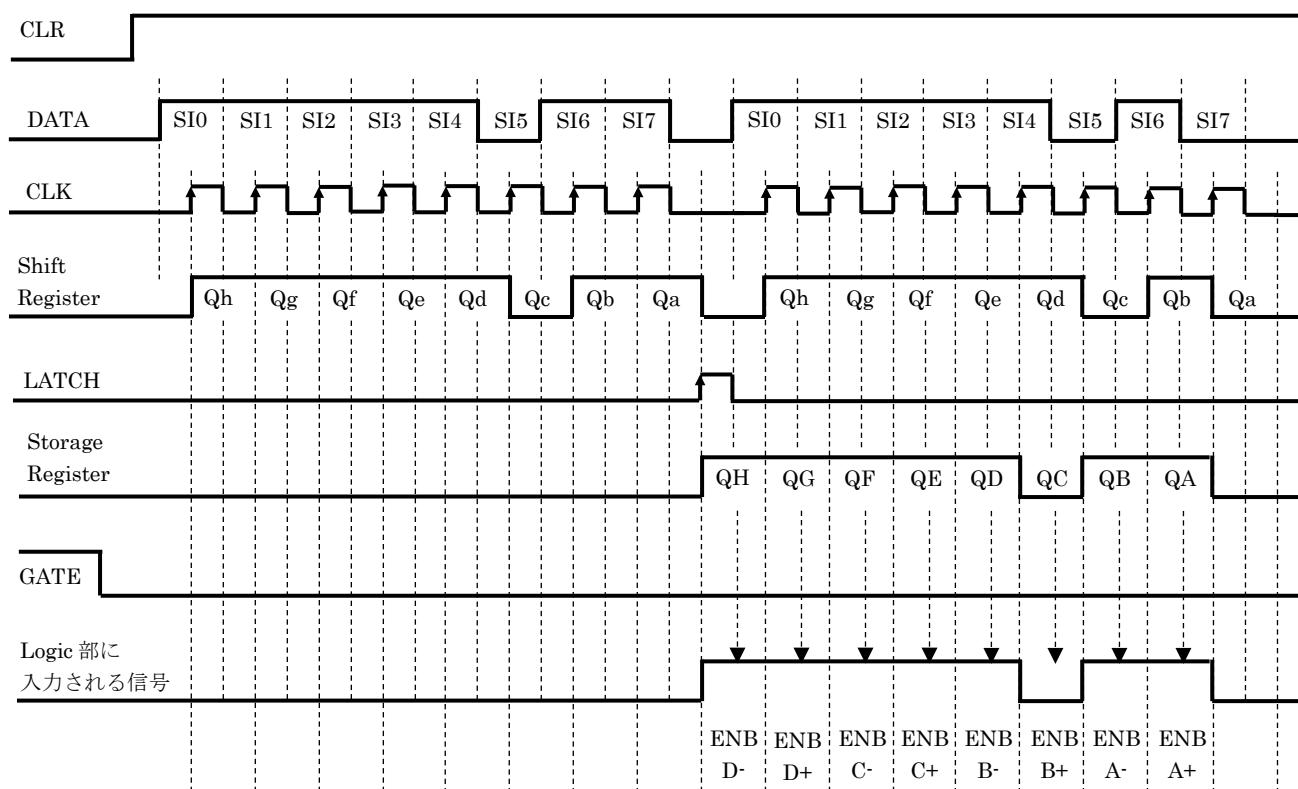 CLR
DATA
SI0 SI1 SI2 SI3 SI4 SI5 SI6 SI7 SI0 SI1 SI2 SI3 SI4 SI5 SI6 SI7
CLK
Shift
Register
Qh Qg Qf Qe Qd Qc Qb Qa Qh Qg Qf Qe Qd Qc Qb Qa
LATCH
Storage
Register
QH QG QF QE QD QC QB QA
GATE
Logic 部に
入力される信号
ENB ENB ENB ENB ENB ENB ENB ENB
D- D+ C- C+ B- B+ A- A+